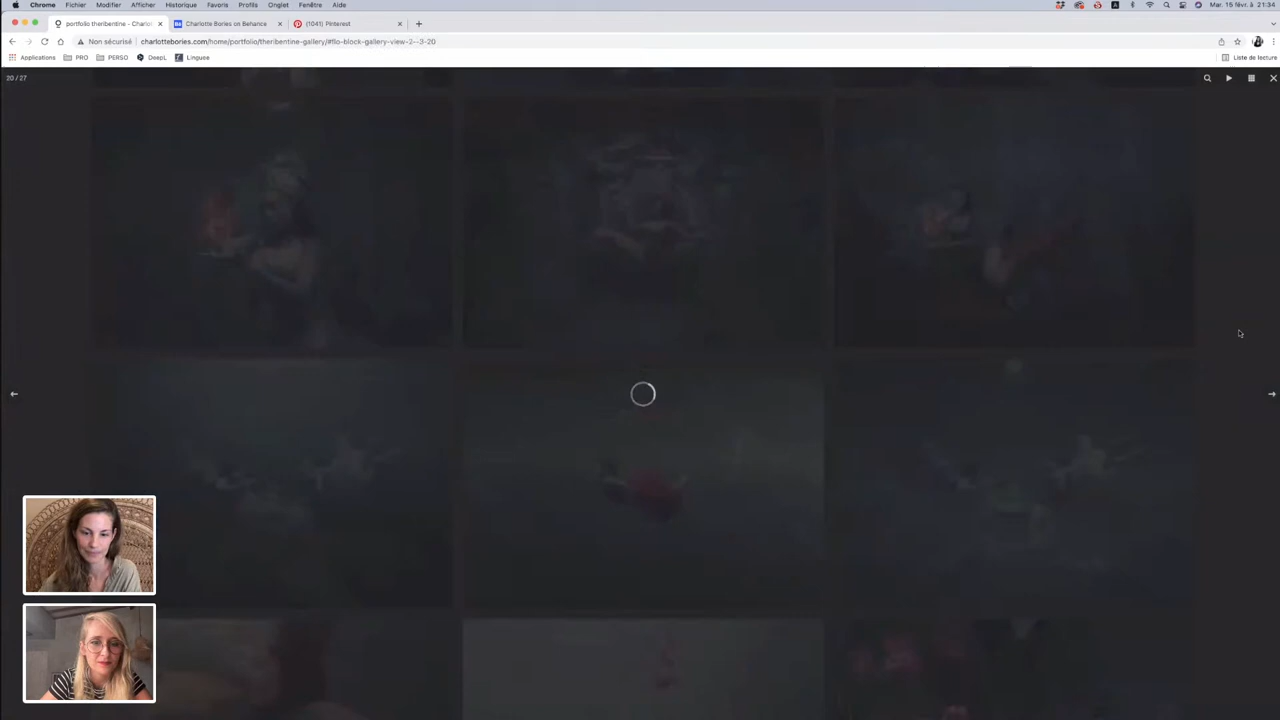 Chrome Fichier Modifier Afficher Historique Favoris Profils Onglet Fenêtre Aide Mar. 15 févr. à 21:34
portfolio theribentine - Charlot Charlotte Bories on Behance (1041) Pinterest
Non sécurisé charlottebories.com/home/portfolio/theribentine-gallery/#flo-block-gallery-view-2--3-20
Applications PRO PERSO DeepL Linguee Liste de lecture
20 / 27